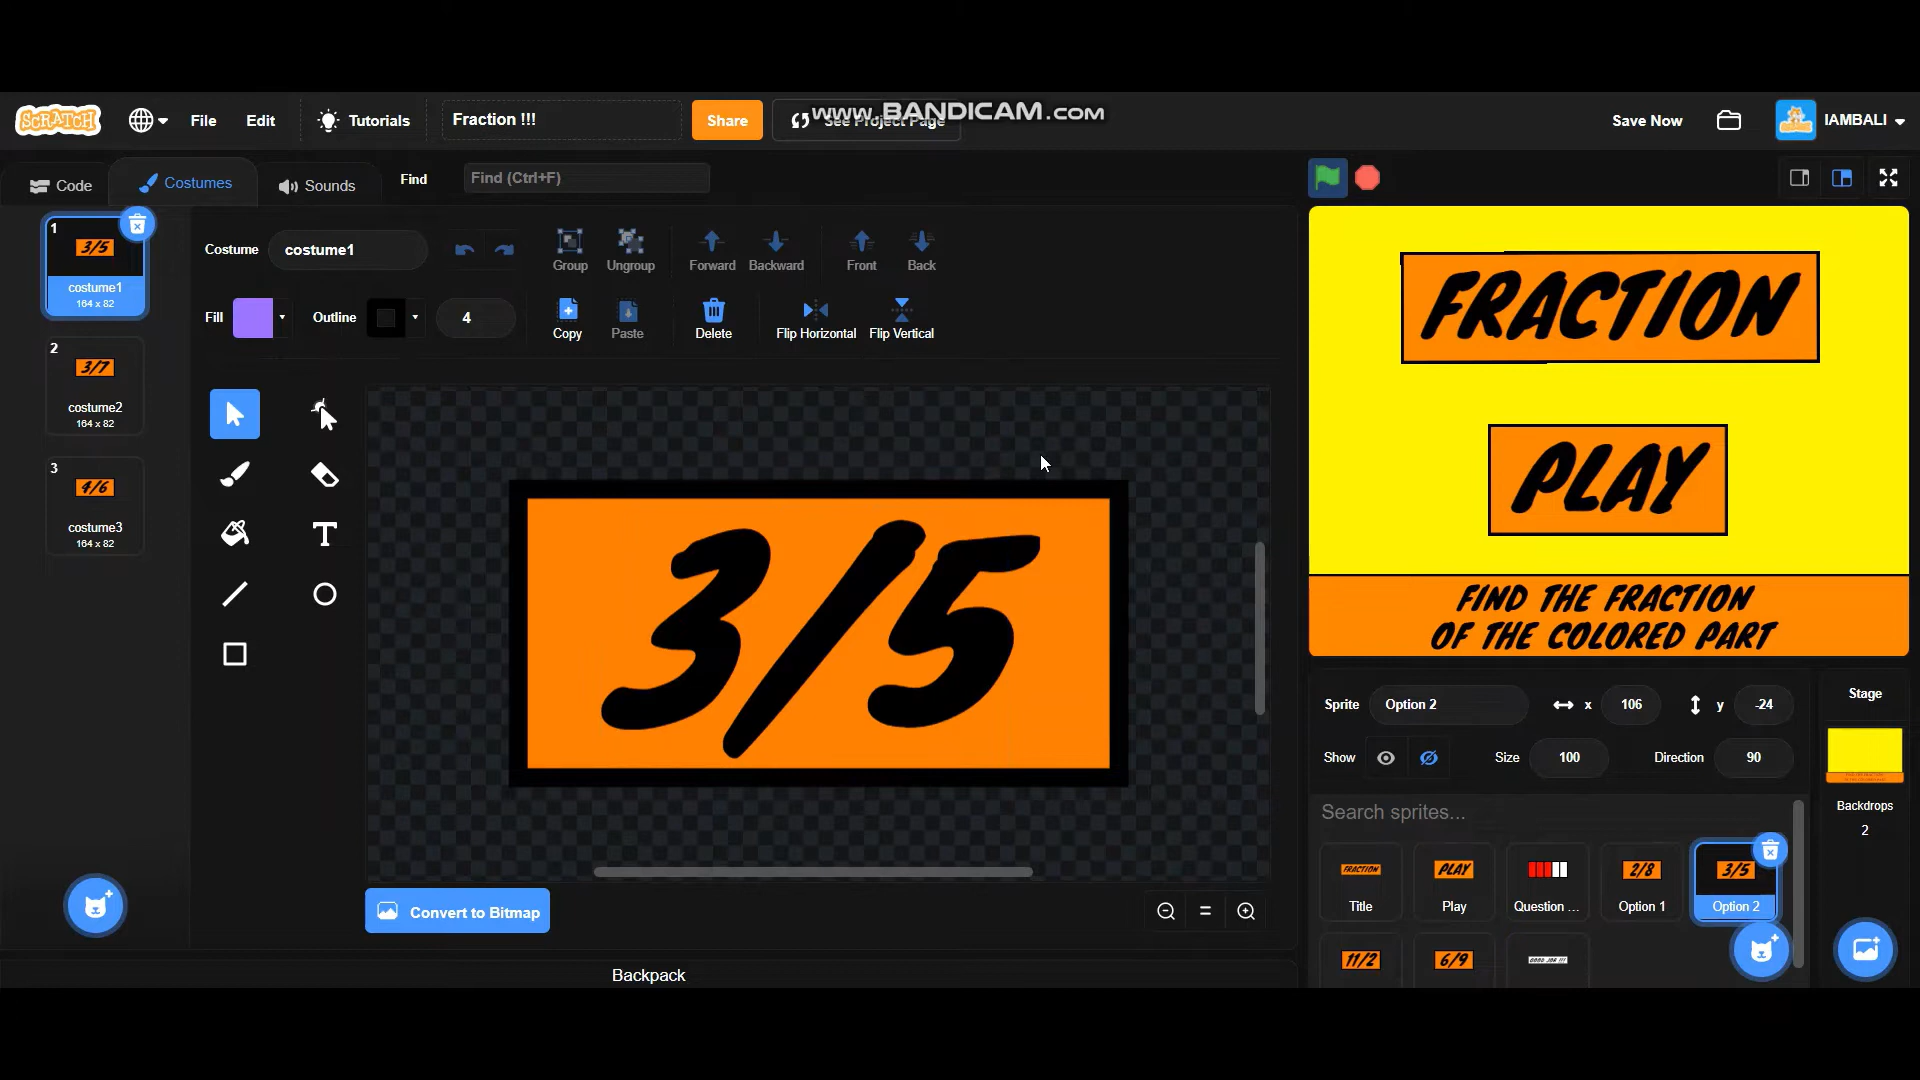 www.BANDICAM.com
SCRATCH
File
Edit
Tutorials
Fraction !!!
Share
See Project Page
Save Now
IAMBALI
Code
Costumes
Sounds
Find
Find (Ctrl+F)
1
3/5
costume1
164 x 82
2
3/7
costume2
164 x 82
3
4/6
costume3
164 x 82
Costume
costume1
Group
Ungroup
Forward
Backward
Front
Back
Fill
Outline
4
Copy
Paste
Delete
Flip Horizontal
Flip Vertical
T
3/5
Convert to Bitmap
Backpack
FRACTION
PLAY
FIND THE FRACTION
OF THE COLORED PART
Sprite
Option 2
x
106
y
-24
Show
Size
100
Direction
90
Search sprites...
FRACTION
Title
PLAY
Play
Question ...
2/8
Option 1
3/5
Option 2
11/2
6/9
GOOD JOB !!!
Stage
Backdrops
2